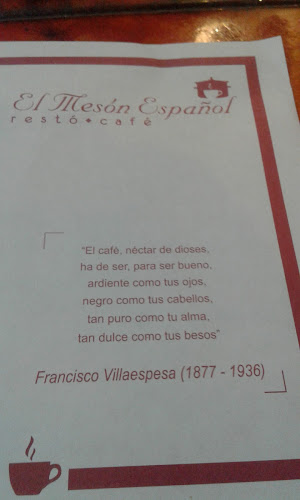 El Mesón Español
restó • café
"El café, néctar de dioses,
ha de ser, para ser bueno,
ardiente como tus ojos,
negro como tus cabellos,
tan puro como tu alma,
tan dulce como tus besos"
Francisco Villaespesa (1877 - 1936)